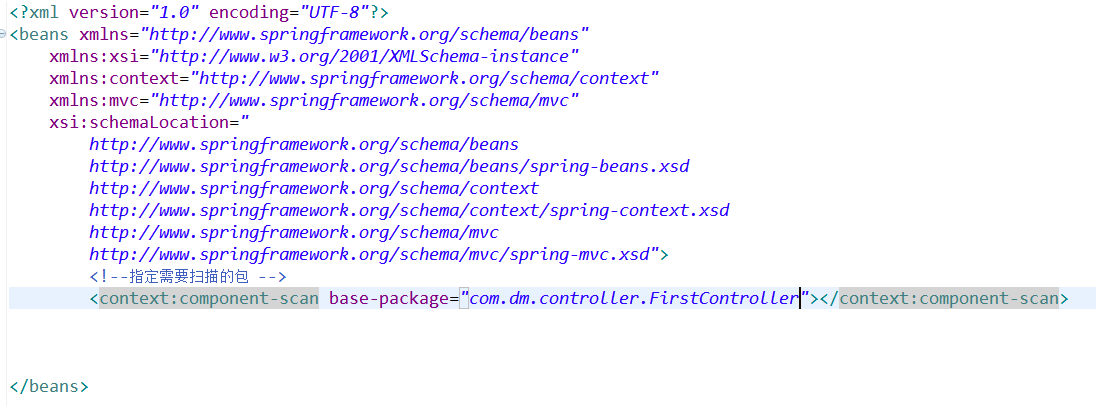 <?xml version="1.0" encoding="UTF-8"?>
<beans xmlns="http://www.springframework.org/schema/beans"
xmlns:xsi="http://www.w3.org/2001/XMLSchema-instance"
xmlns:context="http://www.springframework.org/schema/context"
xmlns:mvc="http://www.springframework.org/schema/mvc"
xsi:schemaLocation="
http://www.springframework.org/schema/beans
http://www.springframework.org/schema/beans/spring-beans.xsd
http://www.springframework.org/schema/context
http://www.springframework.org/schema/context/spring-context.xsd
http://www.springframework.org/schema/mvc
http://www.springframework.org/schema/mvc/spring-mvc.xsd">
<!--指定需要扫描的包 -->
<context:component-scan base-package="com.dm.controller.FirstController"></context:component-scan>
</beans>